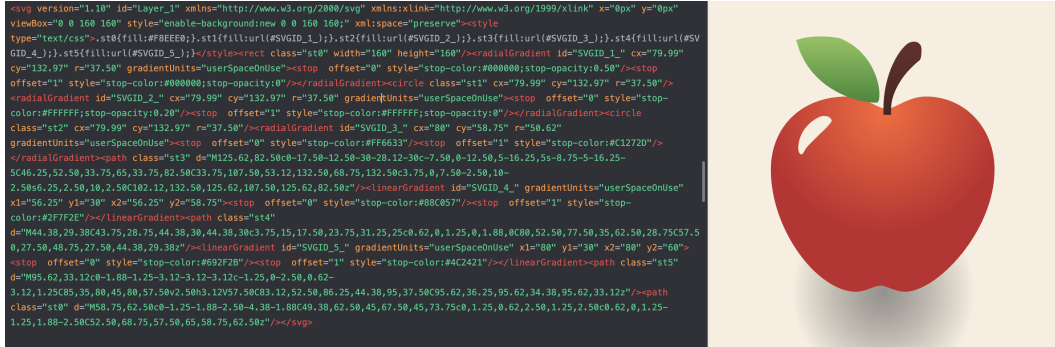 <svg version="1.10" id="Layer_1" xmlns="http://www.w3.org/2000/svg" xmlns:xlink="http://www.w3.org/1999/xlink" x="0px" y="0px"
viewBox="0 0 160 160" style="enable-background:new 0 0 160 160;" xml:space="preserve"><style
type="text/css">.st0{fill:#F8EEE0;}.st1{fill:url(#SVGID_1_);}.st2{fill:url(#SVGID_2_);}.st3{fill:url(#SVGID_3_);}.st4{fill:url(#SV
GID_4_);}.st5{fill:url(#SVGID_5_);}</style><rect class="st0" width="160" height="160"/><radialGradient id="SVGID_1_" cx="79.99"
cy="132.97" r="37.50" gradientUnits="userSpaceOnUse"><stop  offset="0" style="stop-color:#000000;stop-opacity:0.50"/><stop
offset="1" style="stop-color:#000000;stop-opacity:0"/></radialGradient><circle class="st1" cx="79.99" cy="132.97" r="37.50"/>
<radialGradient id="SVGID_2_" cx="79.99" cy="132.97" r="37.50" gradientUnits="userSpaceOnUse"><stop  offset="0" style="stop-
color:#FFFFFF;stop-opacity:0.20"/><stop  offset="1" style="stop-color:#FFFFFF;stop-opacity:0"/></radialGradient><circle
class="st2" cx="79.99" cy="132.97" r="37.50"/><radialGradient id="SVGID_3_" cx="80" cy="58.75" r="50.62"
gradientUnits="userSpaceOnUse"><stop  offset="0" style="stop-color:#FF6633"/><stop  offset="1" style="stop-color:#C1272D"/>
</radialGradient><path class="st3" d="M125.62,82.50c0-17.50-12.50-30-28.12-30c-7.50,0-12.50,5-16.25,5s-8.75-5-16.25-
5C46.25,52.50,33.75,65,33.75,82.50C33.75,107.50,53.12,132.50,68.75,132.50c3.75,0,7.50-2.50,10-
2.50s6.25,2.50,10,2.50C102.12,132.50,125.62,107.50,125.62,82.50z"/><linearGradient id="SVGID_4_" gradientUnits="userSpaceOnUse"
x1="56.25" y1="30" x2="56.25" y2="58.75"><stop  offset="0" style="stop-color:#88C057"/><stop  offset="1" style="stop-
color:#2F7F2E"/></linearGradient><path class="st4"
d="M44.38,29.38C43.75,28.75,44.38,30,44.38,30c3.75,15,17.50,23.75,31.25,25c0.62,0,1.25,0,1.88,0C80,52.50,77.50,35,62.50,28.75C57.5
0,27.50,48.75,27.50,44.38,29.38z"/><linearGradient id="SVGID_5_" gradientUnits="userSpaceOnUse" x1="80" y1="30" x2="80" y2="60">
<stop  offset="0" style="stop-color:#692F2B"/><stop  offset="1" style="stop-color:#4C2421"/></linearGradient><path class="st5"
d="M95.62,33.12c0-1.88-1.25-3.12-3.12-3.12c-1.25,0-2.50,0.62-
3.12,1.25C85,35,80,45,80,57.50v2.50h3.12V57.50C83.12,52.50,86.25,44.38,95,37.50C95.62,36.25,95.62,34.38,95.62,33.12z"/><path
class="st0" d="M58.75,62.50c0-1.25-1.88-2.50-4.38-1.88C49.38,62.50,45,67.50,45,73.75c0,1.25,0.62,2.50,1.25,2.50c0.62,0,1.25-
1.25,1.88-2.50C52.50,68.75,57.50,65,58.75,62.50z"/></svg>